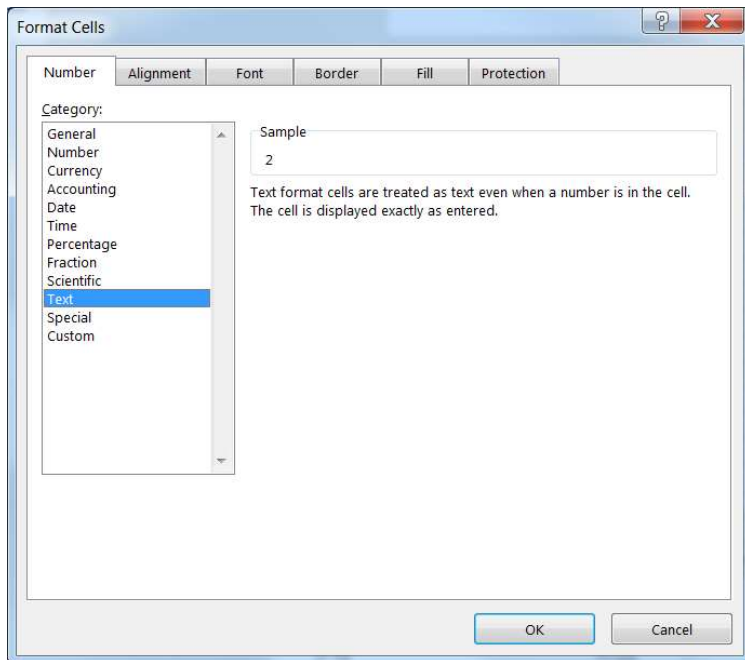 Format Cells
Number Alignment Font Border Fill Protection
Category:
General
Number
Currency
Accounting
Date
Time
Percentage
Fraction
Scientific
Text
Special
Custom
Sample
2
Text format cells are treated as text even when a number is in the cell.
The cell is displayed exactly as entered.
OK Cancel